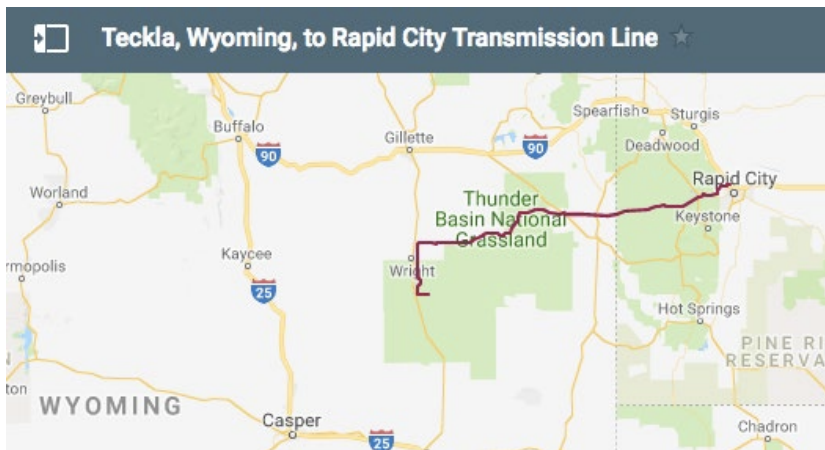 Teckla, Wyoming, to Rapid City Transmission Line
Greybull
Buffalo
90
Gillette
90
Spearfish
Sturgis
Deadwood
Worland
Rapid City
Thunder
Basin National
Grassland
Keystone
Kaycee
rmopolis
Wright
25
Hot Springs
PINE RI
RESERVA
ton
WYOMING
Casper
25
Chadron